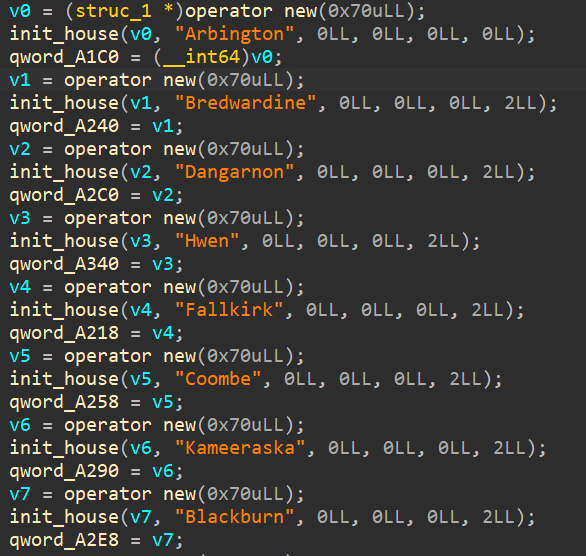 v0 = (struc_1 *)operator new(0x70uLL);
init_house(v0, "Arbington", 0LL, 0LL, 0LL, 0LL);
qword_A1C0 = (__int64)v0;
v1 = operator new(0x70uLL);
init_house(v1, "Bredwardine", 0LL, 0LL, 0LL, 2LL);
qword_A240 = v1;
v2 = operator new(0x70uLL);
init_house(v2, "Dangarnon", 0LL, 0LL, 0LL, 2LL);
qword_A2C0 = v2;
v3 = operator new(0x70uLL);
init_house(v3, "Hwen", 0LL, 0LL, 0LL, 2LL);
qword_A340 = v3;
v4 = operator new(0x70uLL);
init_house(v4, "Fallkirk", 0LL, 0LL, 0LL, 2LL);
qword_A218 = v4;
v5 = operator new(0x70uLL);
init_house(v5, "Coombe", 0LL, 0LL, 0LL, 2LL);
qword_A258 = v5;
v6 = operator new(0x70uLL);
init_house(v6, "Kameeraska", 0LL, 0LL, 0LL, 2LL);
qword_A290 = v6;
v7 = operator new(0x70uLL);
init_house(v7, "Blackburn", 0LL, 0LL, 0LL, 2LL);
qword_A2E8 = v7;